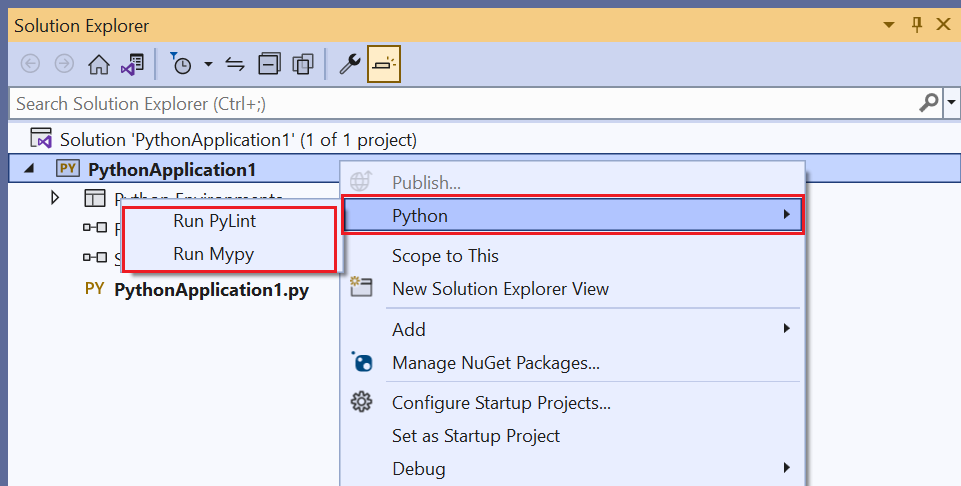 Solution Explorer
Search Solution Explorer (Ctrl+;)
Solution 'PythonApplication1' (1 of 1 project)
PY PythonApplication1
Python Environments
Run PyLint
Run Mypy
PY PythonApplication1.py
Publish...
Python
Scope to This
New Solution Explorer View
Add
Manage NuGet Packages...
Configure Startup Projects...
Set as Startup Project
Debug